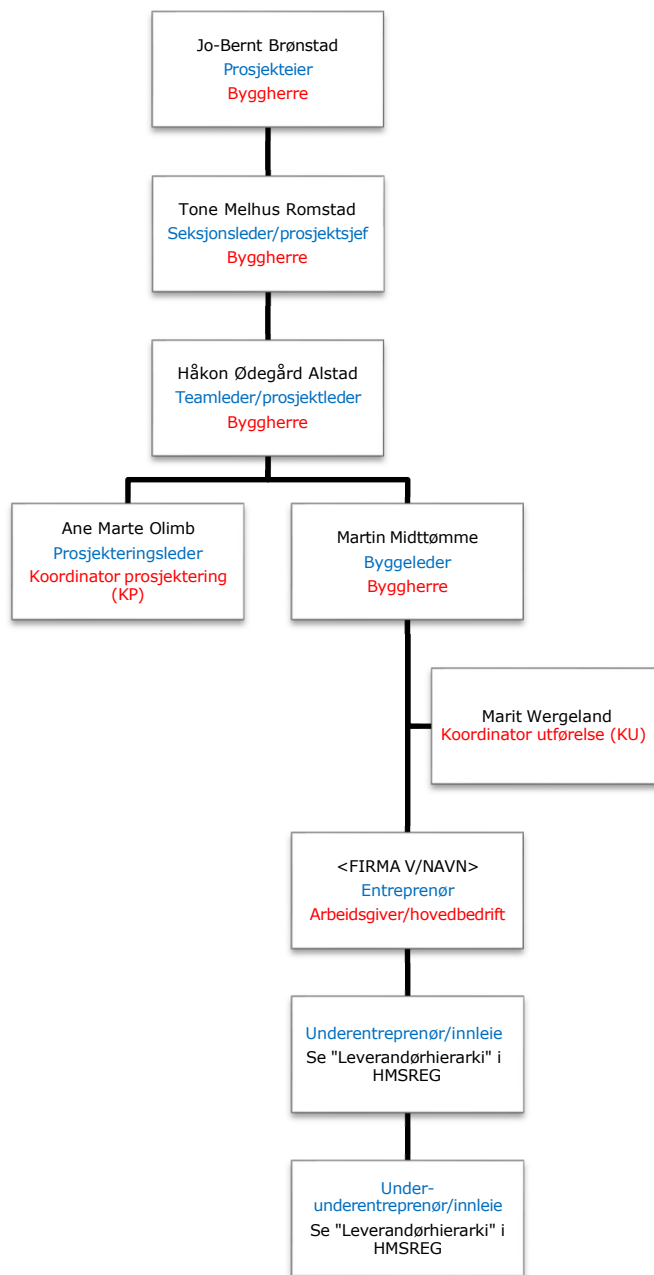 Jo-Bernt Brønstad
Prosjekteier
Byggherre
Tone Melhus Romstad
Seksjonsleder/prosjektsjef
Byggherre
Håkon Ødegård Alstad
Teamleder/prosjektleder
Byggherre
Ane Marte Olimb
Prosjekteringsleder
Koordinator prosjektering
(KP)
Martin Midttømme
Byggeleder
Byggherre
Marit Wergeland
Koordinator utførelse (KU)
<FIRMA V/NAVN>
Entreprenør
Arbeidsgiver/hovedbedrift
Underentreprenør/innleie
Se "Leverandørhierarki" i
HMSREG
Under-
underentreprenør/innleie
Se "Leverandørhierarki" i
HMSREG